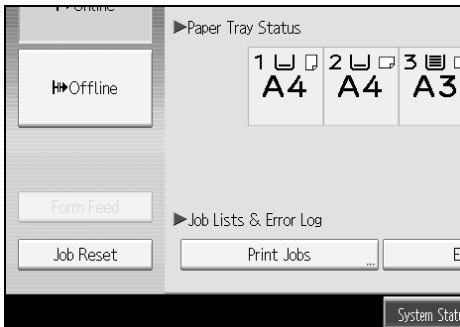 Online
▶Paper Tray Status
1 2 3
A4 A4 A3
Offline
Form Feed
▶Job Lists & Error Log
Job Reset
Print Jobs ...
System Stat